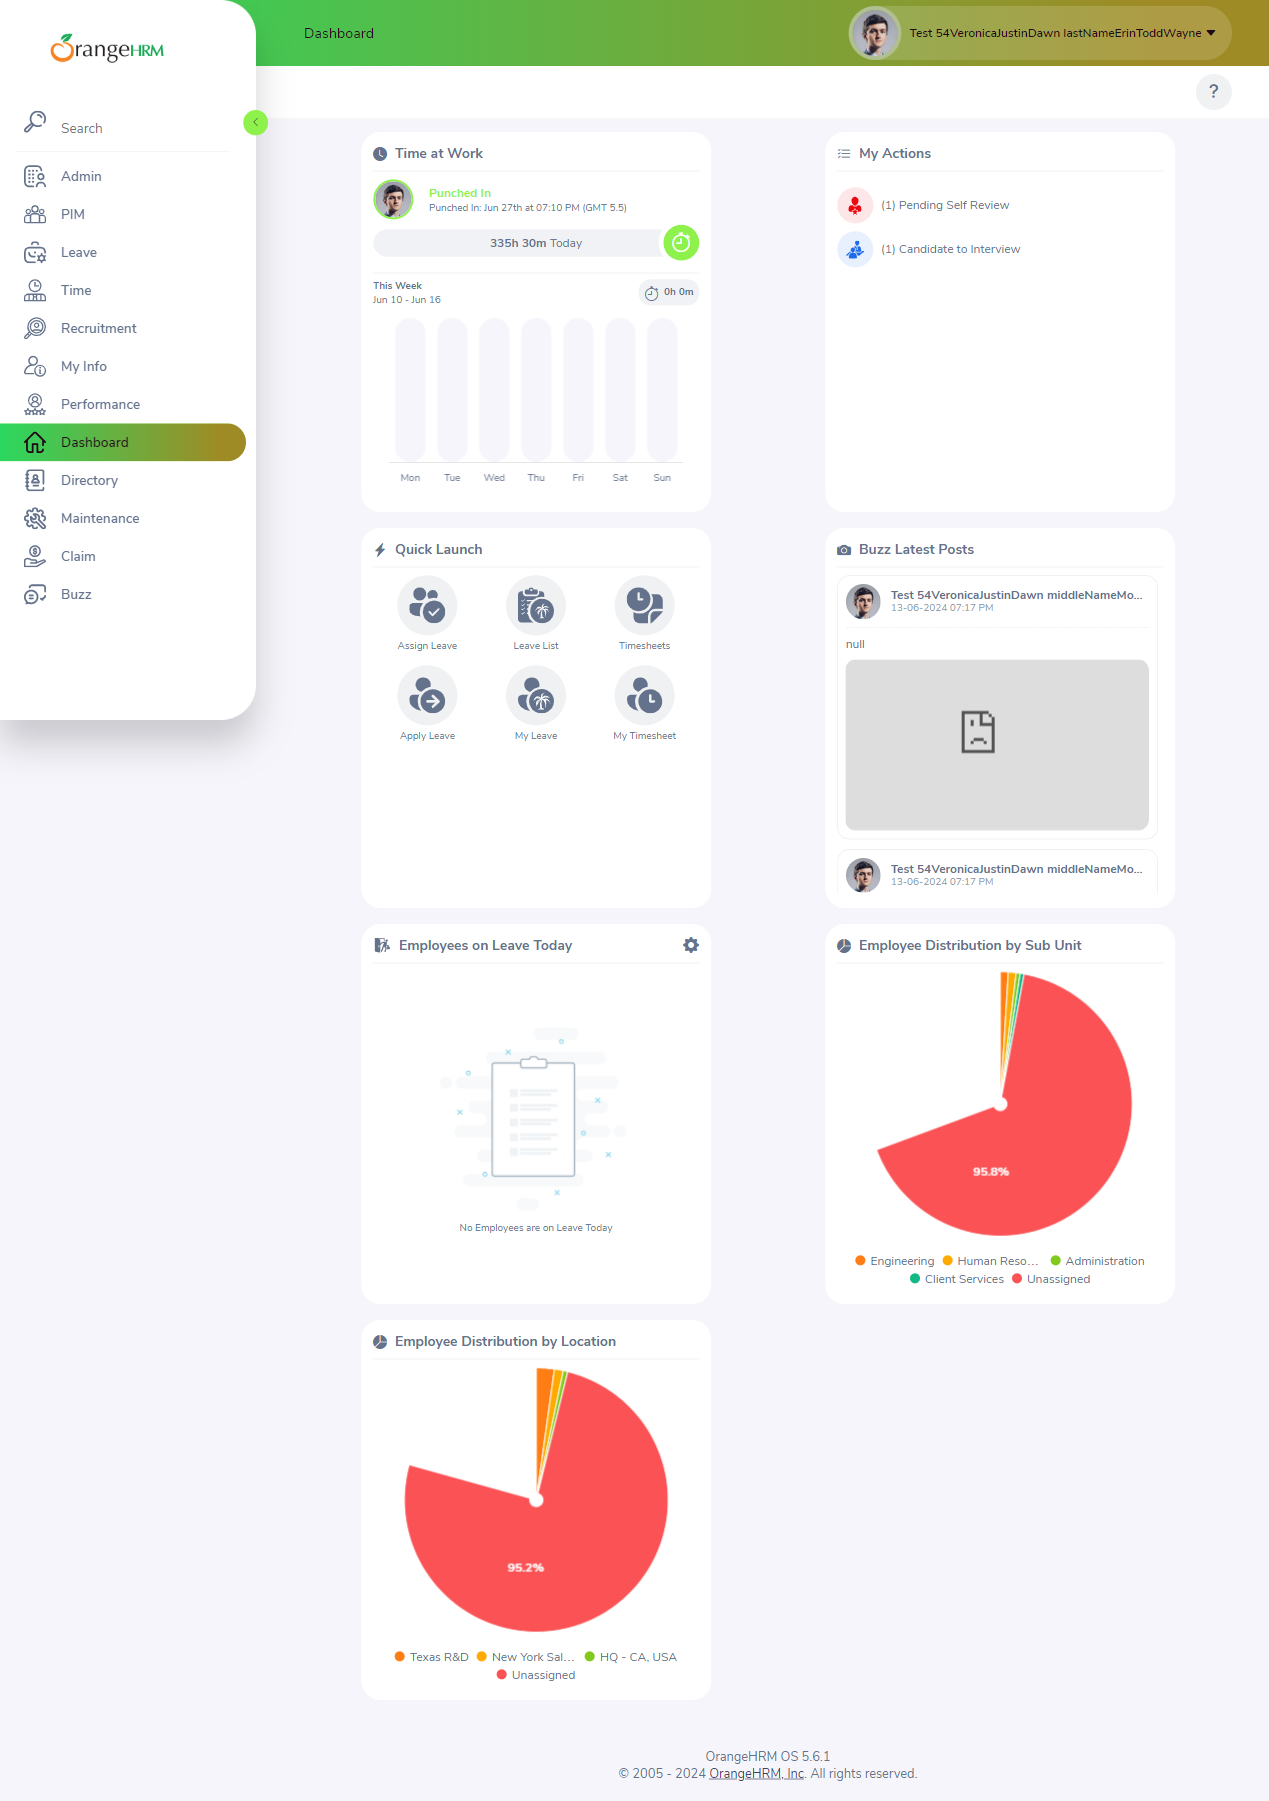 OrangeHRM
Search
Admin
PIM
Leave
Time
Recruitment
My Info
Performance
Dashboard
Directory
Maintenance
Claim
Buzz
Dashboard
Test 54VeronicaJustinDawn lastNameErinToddWayne
?
Time at Work
Punched In
Punched In: Jun 27th at 07:10 PM (GMT 5.5)
335h 30m Today
This Week
Jun 10 - Jun 16
0h 0m
Mon Tue Wed Thu Fri Sat Sun
My Actions
(1) Pending Self Review
(1) Candidate to Interview
Quick Launch
Assign Leave Leave List Timesheets
Apply Leave My Leave My Timesheet
Buzz Latest Posts
Test 54VeronicaJustinDawn middleNameMo...
13-06-2024 07:17 PM
null
Test 54VeronicaJustinDawn middleNameMo...
13-06-2024 07:17 PM
Employees on Leave Today
No Employees are on Leave Today
Employee Distribution by Sub Unit
95.8%
Engineering Human Reso... Administration
Client Services Unassigned
Employee Distribution by Location
95.2%
Texas R&D New York Sal... HQ - CA, USA
Unassigned
OrangeHRM OS 5.6.1
© 2005 - 2024 OrangeHRM, Inc. All rights reserved.